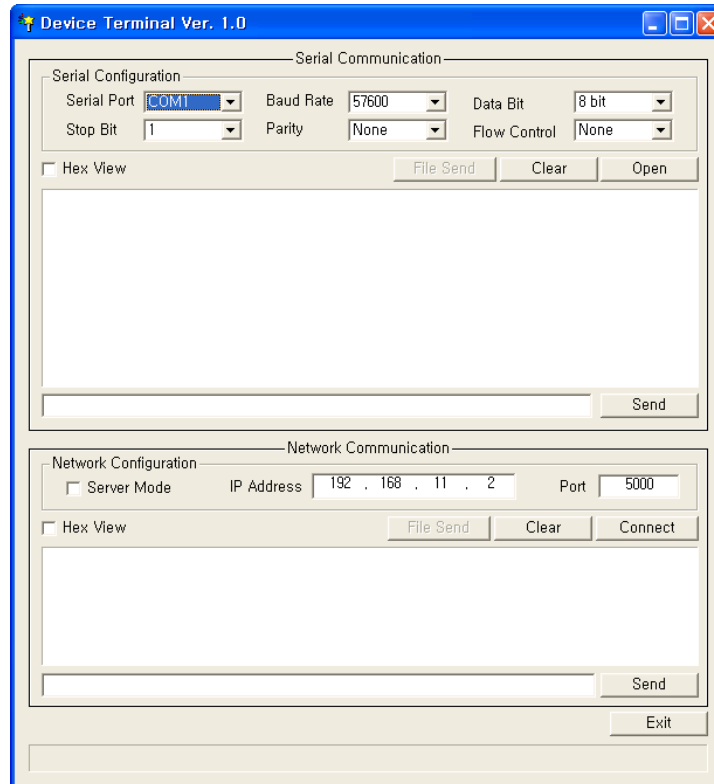 Device Terminal Ver. 1.0
Serial Communication
Serial Configuration
Serial Port COM1 Baud Rate 57600 Data Bit 8 bit
Stop Bit 1 Parity None Flow Control None
Hex View File Send Clear Open
Send
Network Communication
Network Configuration
Server Mode IP Address 192 . 168 . 11 . 2 Port 5000
Hex View File Send Clear Connect
Send
Exit